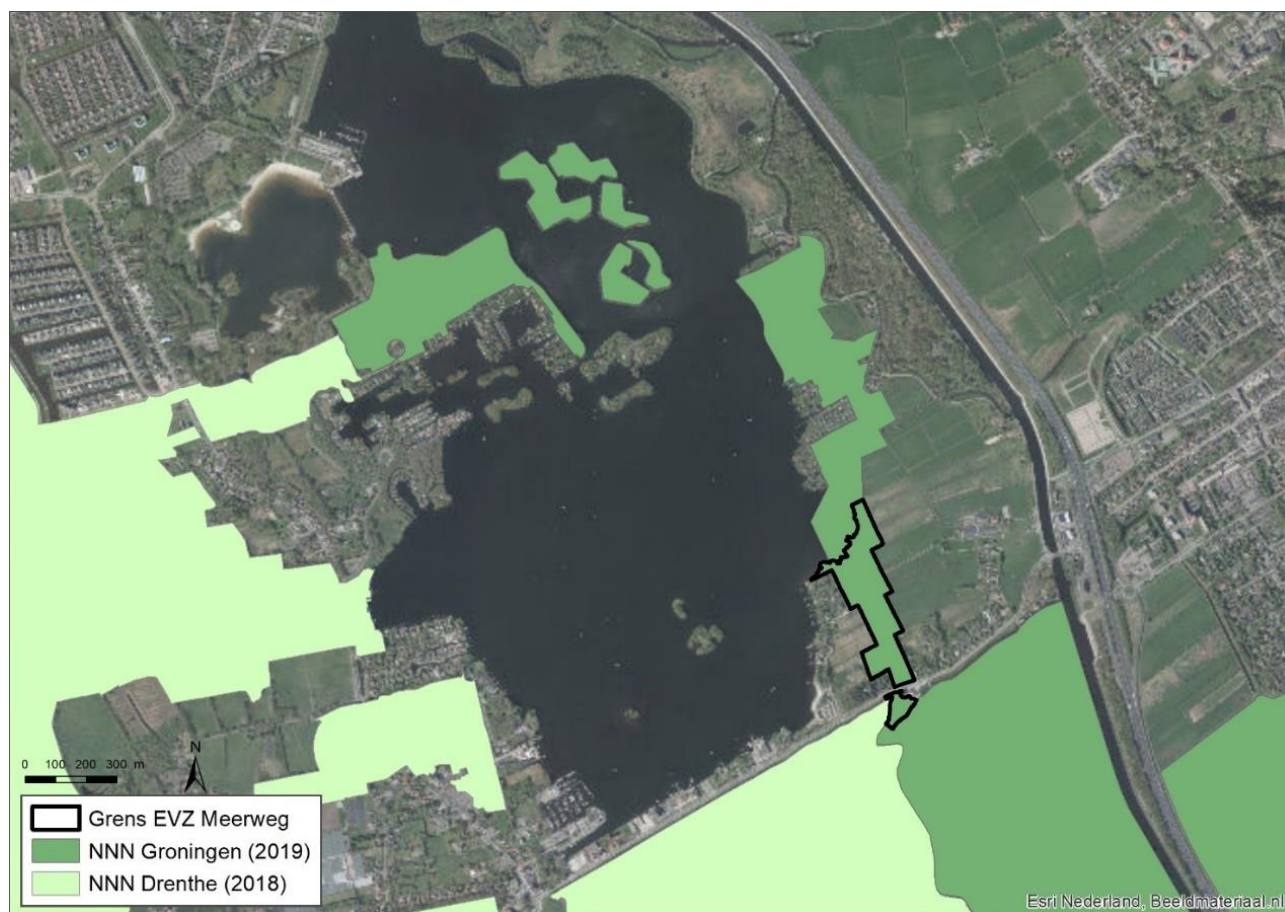 N
0 100 200 300 m
Grens EVZ Meerweg
NNN Groningen (2019)
NNN Drenthe (2018)
Esri Nederland, Beeldmateriaal.nl